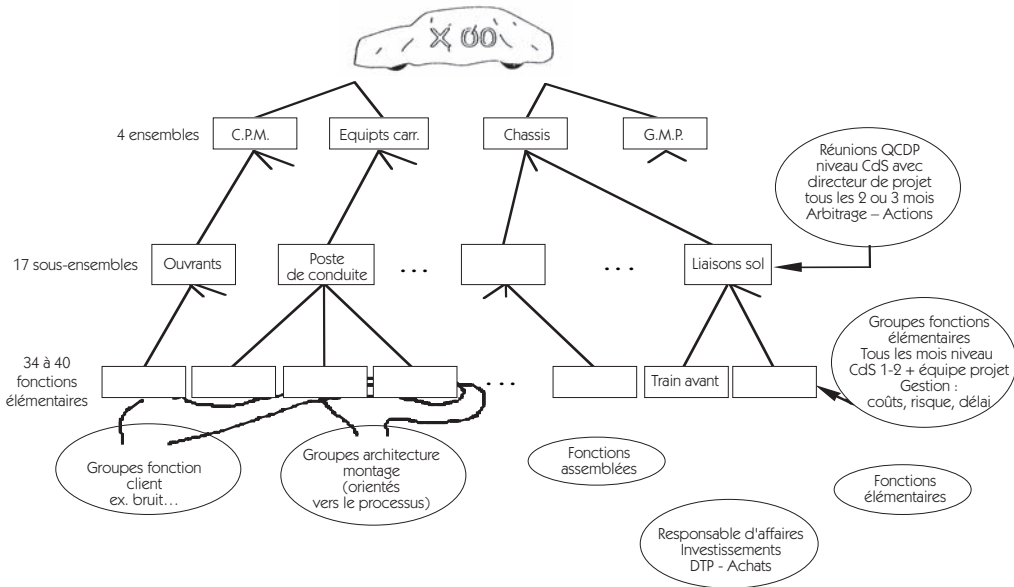 X 00
4 ensembles
C.P.M.
Equipts carr.
Chassis
G.M.P.
Réunions QCDP
niveau CdS avec
directeur de projet
tous les 2 ou 3 mois
Arbitrage – Actions
17 sous-ensembles
Ouvrants
Poste
de conduite
...
...
Liaisons sol
Groupes fonctions
élémentaires
Tous les mois niveau
CdS 1-2 + équipe projet
Gestion :
coûts, risque, délai
34 à 40
fonctions
élémentaires
...
Train avant
Groupes fonction
client
ex. bruit...
Groupes architecture
montage
(orientés
vers le processus)
Fonctions
assemblées
Fonctions
élémentaires
Responsable d'affaires
Investissements
DTP - Achats